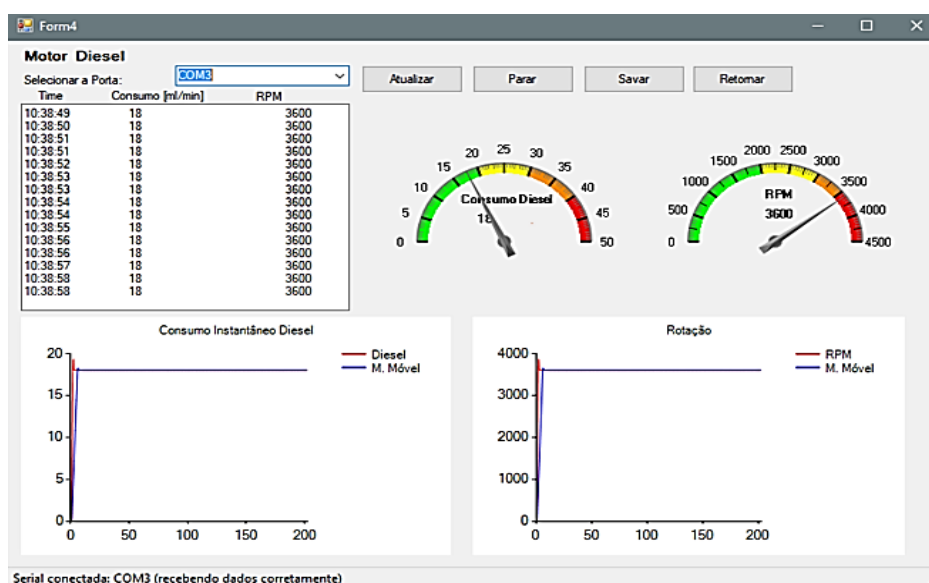 Form4
Motor Diesel
Selecionar a Porta: COM3
Atualizar Parar Savar Retomar
Time Consumo [ml/min] RPM
10:38:49 18 3600
10:38:50 18 3600
10:38:51 18 3600
10:38:51 18 3600
10:38:52 18 3600
10:38:53 18 3600
10:38:53 18 3600
10:38:54 18 3600
10:38:54 18 3600
10:38:55 18 3600
10:38:56 18 3600
10:38:56 18 3600
10:38:57 18 3600
10:38:58 18 3600
10:38:58 18 3600
0 5 10 15 20 25 30 35 40 45 50
Consumo Diesel
18
0 500 1000 1500 2000 2500 3000 3500 4000 4500
RPM
3600
Consumo Instantâneo Diesel
Diesel
M. Móvel
20
15
10
5
0
0 50 100 150 200
Rotação
RPM
M. Móvel
4000
3000
2000
1000
0
0 50 100 150 200
Serial conectada: COM3 (recebendo dados corretamente)